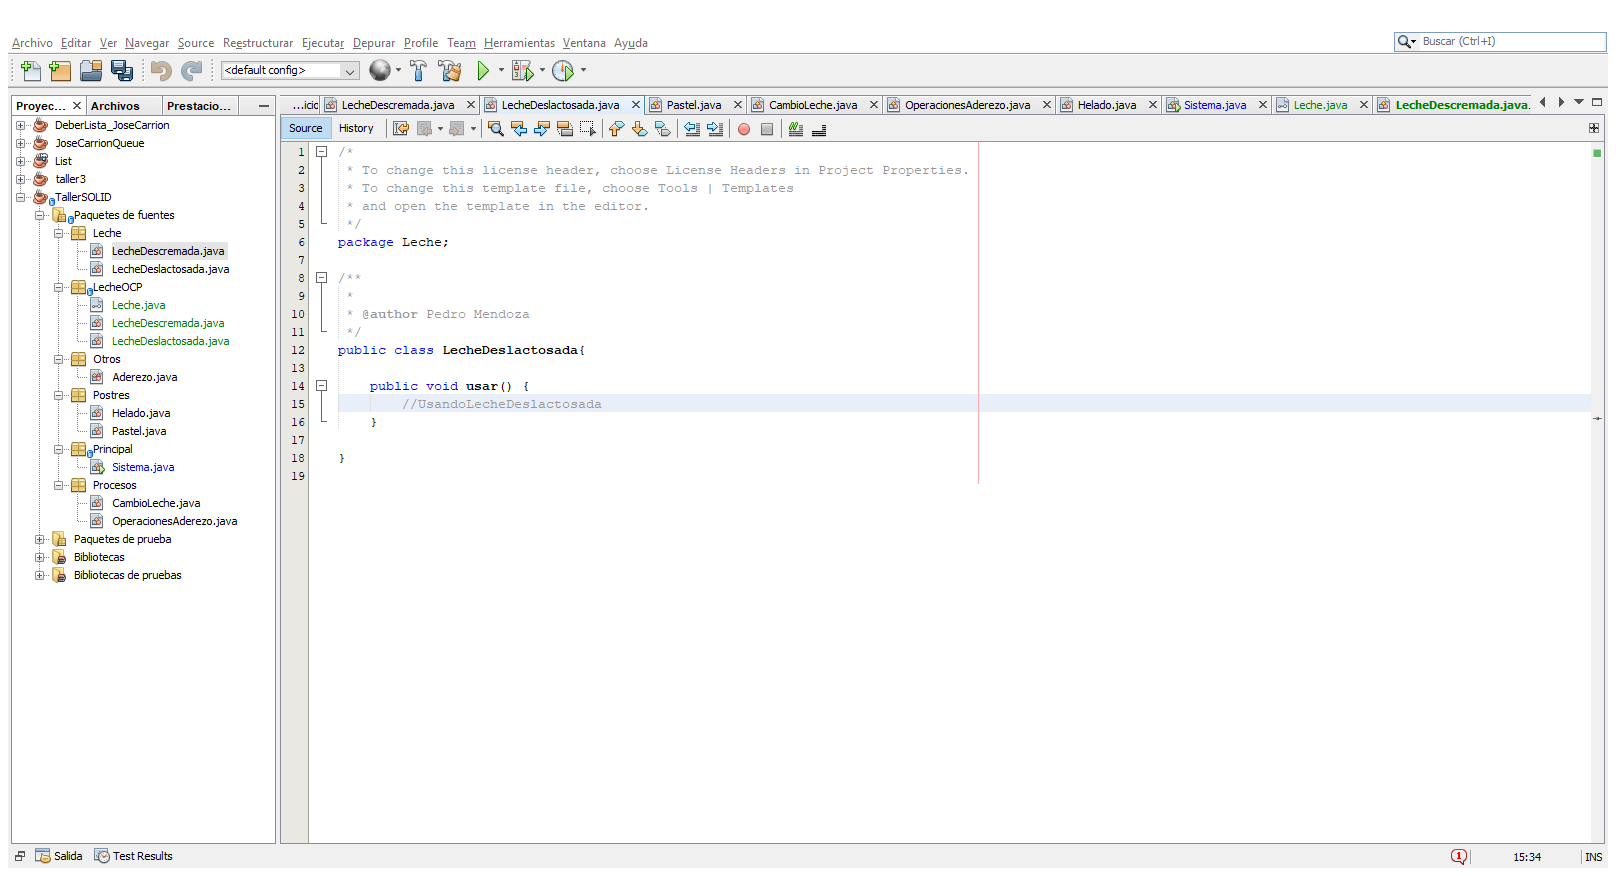 Archivo Editar Ver Navegar Source Reestructurar Ejecutar Depurar Profile Team Herramientas Ventana Ayuda
Buscar (Ctrl+I)
<default config>
Proyec... Archivos Prestacio...
DeberLista_JoseCarrion
JoseCarrionQueue
List
taller3
TallerSOLID
Paquetes de fuentes
Leche
LecheDescremada.java
LecheDeslactosada.java
LecheOCP
Leche.java
LecheDescremada.java
LecheDeslactosada.java
Otros
Aderezo.java
Postres
Helado.java
Pastel.java
Principal
Sistema.java
Procesos
CambioLeche.java
OperacionesAderezo.java
Paquetes de prueba
Bibliotecas
Bibliotecas de pruebas
...icic LecheDescremada.java LecheDeslactosada.java Pastel.java CambioLeche.java OperacionesAderezo.java Helado.java Sistema.java Leche.java LecheDescremada.java
Source History
1 /*
2 * To change this license header, choose License Headers in Project Properties.
3 * To change this template file, choose Tools | Templates
4 * and open the template in the editor.
5 */
6 package Leche;
7
8 /**
9 *
10 * @author Pedro Mendoza
11 */
12 public class LecheDeslactosada{
13
14 public void usar() {
15 //UsandoLecheDeslactosada
16 }
17
18 }
19
Salida Test Results
1 15:34 INS